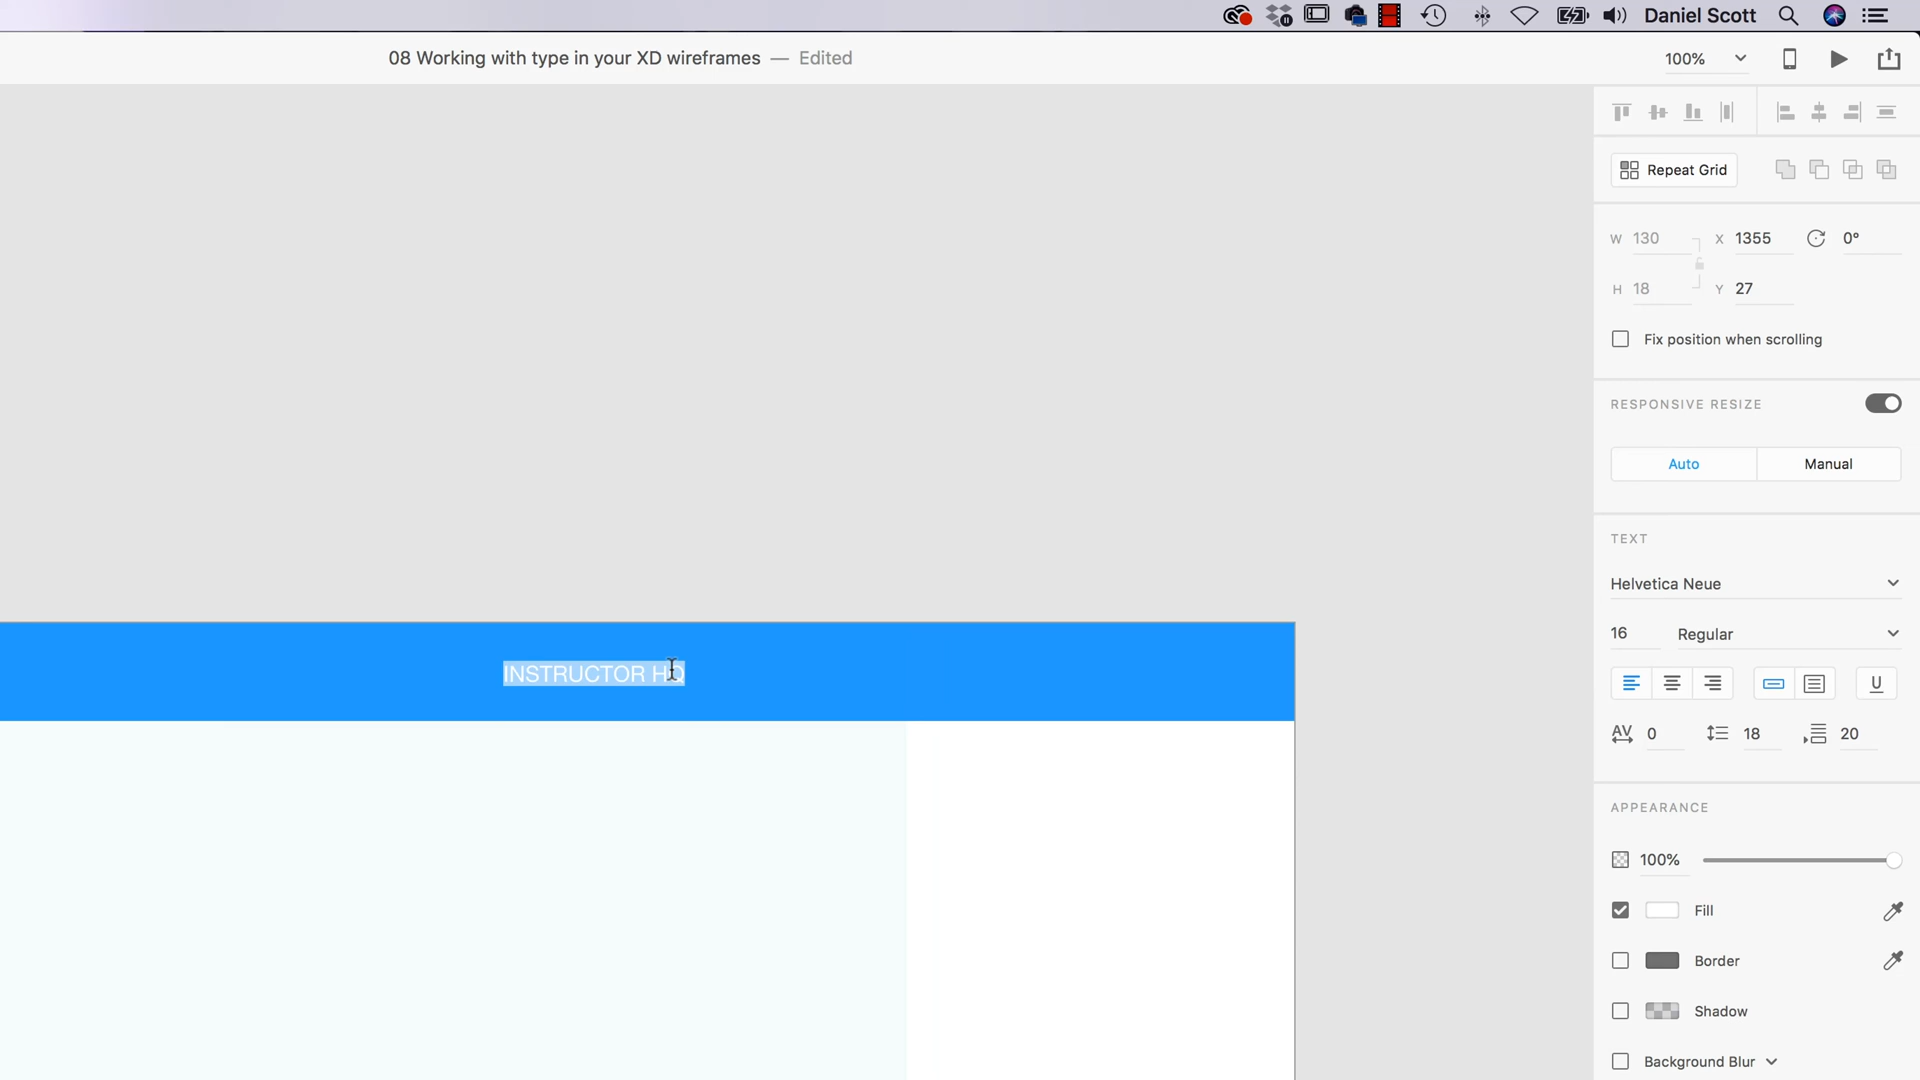 Daniel Scott
08 Working with type in your XD wireframes — Edited
100%
Repeat Grid
W 130 X 1355 0°
H 18 Y 27
Fix position when scrolling
RESPONSIVE RESIZE
Auto Manual
TEXT
Helvetica Neue
16 Regular
INSTRUCTOR HQ
U
AV 0 18 20
APPEARANCE
100%
Fill
Border
Shadow
Background Blur